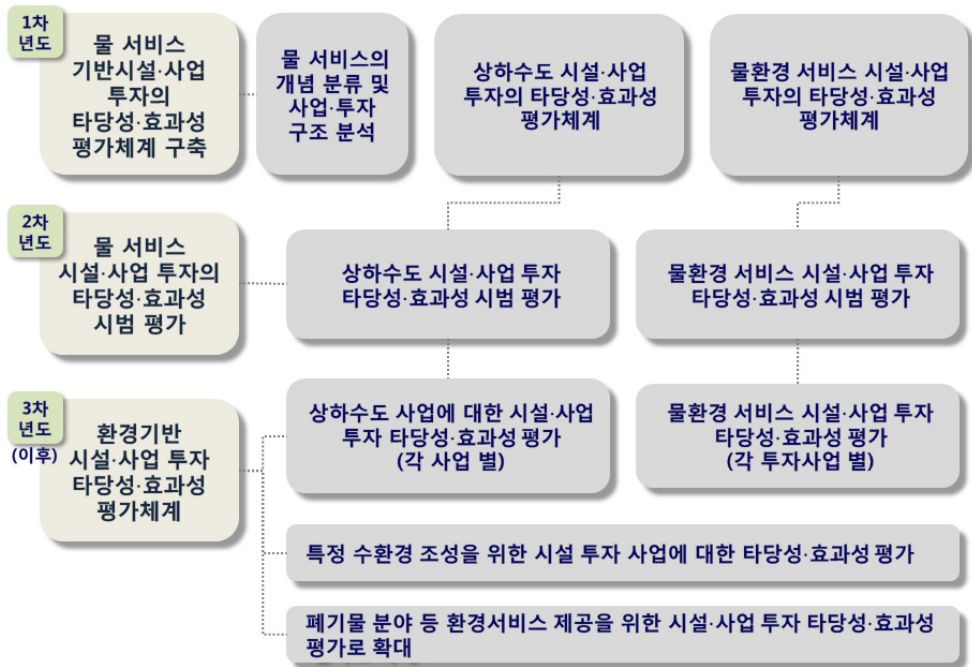 1차
년도
물 서비스
기반시설·사업
투자의
타당성·효과성
평가체계 구축
물 서비스의
개념 분류 및
사업·투자
구조 분석
상하수도 시설·사업
투자의 타당성·효과성
평가체계
물환경 서비스 시설·사업
투자의 타당성·효과성
평가체계
2차
년도
물 서비스
시설·사업 투자의
타당성·효과성
시범 평가
상하수도 시설·사업 투자
타당성·효과성 시범 평가
물환경 서비스 시설·사업 투자
타당성·효과성 시범 평가
3차
년도
(이후)
환경기반
시설·사업 투자
타당성·효과성
평가체계
상하수도 사업에 대한 시설·사업
투자 타당성·효과성 평가
(각 사업 별)
물환경 서비스 시설·사업 투자
타당성·효과성 평가
(각 투자사업 별)
특정 수환경 조성을 위한 시설 투자 사업에 대한 타당성·효과성 평가
폐기물 분야 등 환경서비스 제공을 위한 시설·사업 투자 타당성·효과성
평가로 확대